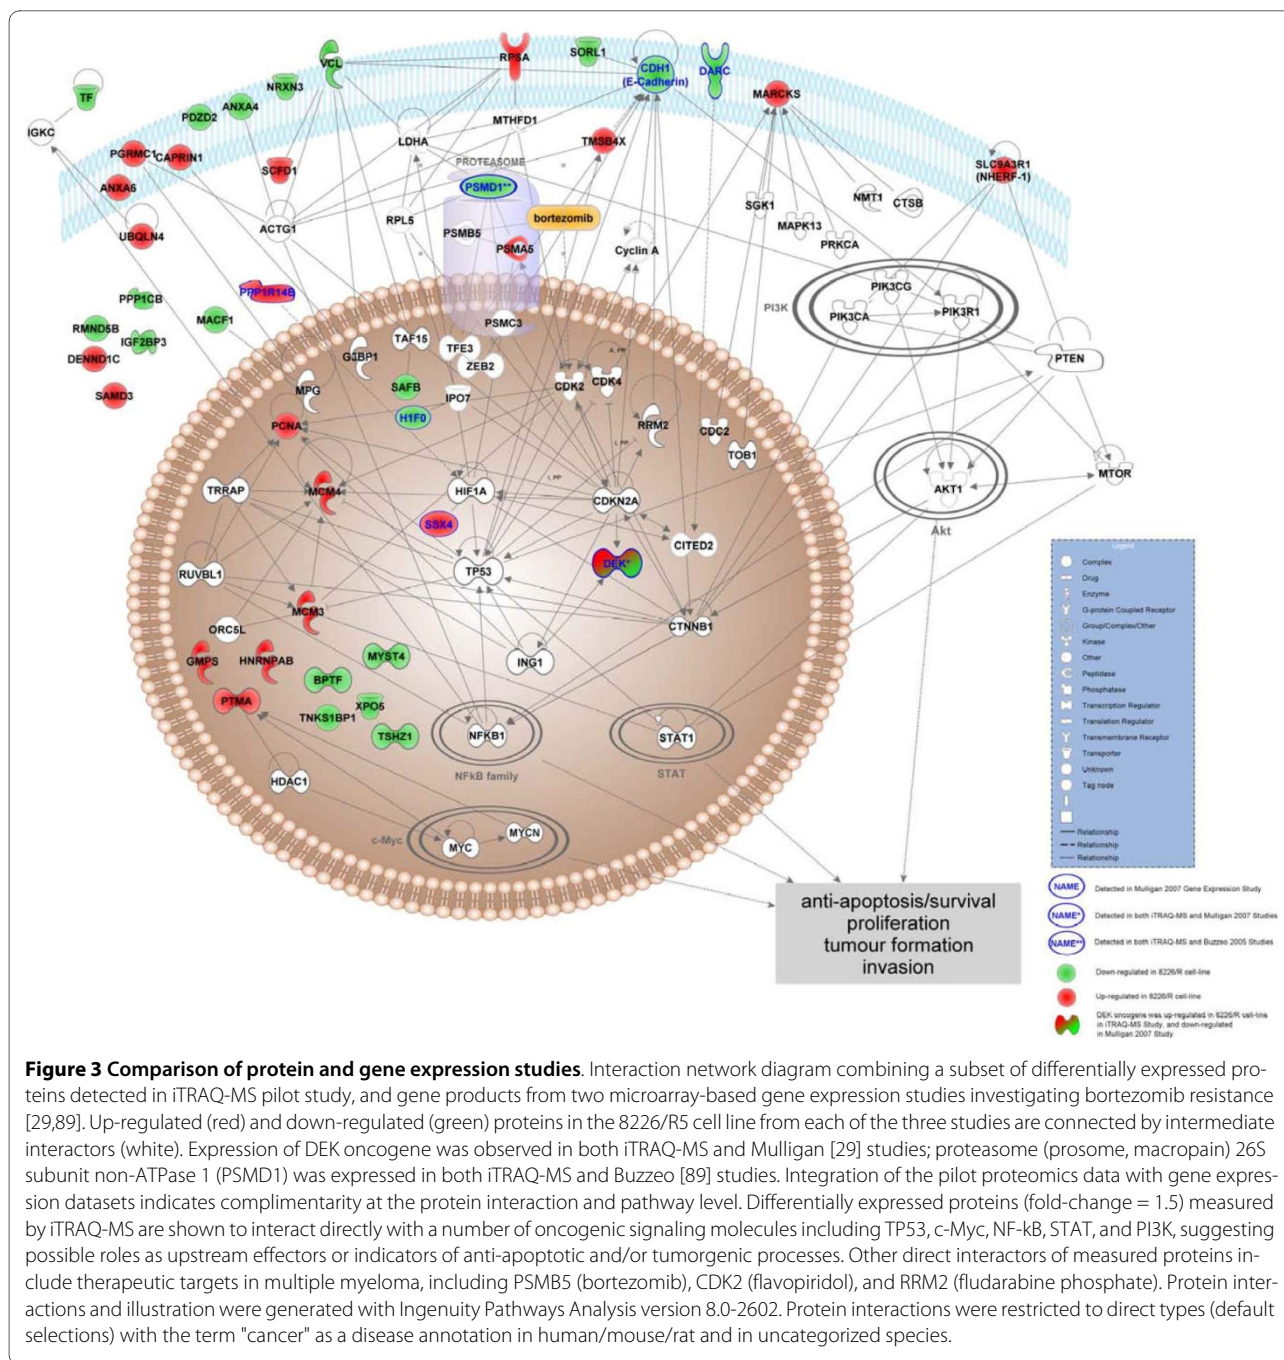 VCL
RPSA
SORL1
CDH1
(E-Cadherin)
DARC
TF
NRXN3
MARCKS
ANXA4
PDZD2
IGKC
MTHFD1
LDHA
TMSB4X
PGRMC1
CAPRIN1
PROTEASOME
SCFD1
SLC9A3R1
(NHERF-1)
ANXA6
PSMD1**
NMT1
CTSB
SGK1
bortezomib
RPL5
MAPK13
ACTG1
PSMB5
UBQLN4
PRKCA
PSMA5
Cyclin A
PIK3CG
PPP1R14B
PPP1CB
PI3K
PIK3CA
PIK3R1
MACF1
RMND5B
PSMC3
IGF2BP3
TAF15
TFE3
G3BP1
DENND1C
PTEN
ZEB2
CDK4
CDK2
SAFB
MPG
SAMD3
IPO7
H1F0
PCNA
RRM2
CDC2
TOB1
MTOR
TRRAP
MCM4
HIF1A
CDKN2A
AKT1
SSX4
Akt
CITED2
DEK*
RUVBL1
TP53
MCM3
ORC5L
CTNNB1
GMPS
HNRNPAB
MYST4
ING1
BPTF
PTMA
XPO5
TNKS1BP1
TSHZ1
NFKB1
STAT1
NFkB family
STAT
HDAC1
MYCN
c-Myc
MYC
anti-apoptosis/survival
proliferation
tumour formation
invasion
Legend
Complex
Drug
Enzyme
G-protein Coupled Receptor
Group/Complex/Other
Kinase
Other
Peptidase
Phosphatase
Transcription Regulator
Translation Regulator
Transmembrane Receptor
Transporter
Unknown
Tag node
Relationship
Relationship
Relationship
NAME Detected in Mulligan 2007 Gene Expression Study
NAME* Detected in both iTRAQ-MS and Mulligan 2007 Studies
NAME** Detected in both iTRAQ-MS and Buzzeo 2005 Studies
Down-regulated in 8226/R cell-line
Up-regulated in 8226/R cell-line
DEK oncogene was up-regulated in 8226/R cell-line
in iTRAQ-MS Study, and down-regulated
in Mulligan 2007 Study
Figure 3 Comparison of protein and gene expression studies. Interaction network diagram combining a subset of differentially expressed pro-
teins detected in iTRAQ-MS pilot study, and gene products from two microarray-based gene expression studies investigating bortezomib resistance
[29,89]. Up-regulated (red) and down-regulated (green) proteins in the 8226/R5 cell line from each of the three studies are connected by intermediate
interactors (white). Expression of DEK oncogene was observed in both iTRAQ-MS and Mulligan [29] studies; proteasome (prosome, macropain) 26S
subunit non-ATPase 1 (PSMD1) was expressed in both iTRAQ-MS and Buzzeo [89] studies. Integration of the pilot proteomics data with gene expres-
sion datasets indicates complimentarity at the protein interaction and pathway level. Differentially expressed proteins (fold-change = 1.5) measured
by iTRAQ-MS are shown to interact directly with a number of oncogenic signaling molecules including TP53, c-Myc, NF-kB, STAT, and PI3K, suggesting
possible roles as upstream effectors or indicators of anti-apoptotic and/or tumorgenic processes. Other direct interactors of measured proteins in-
clude therapeutic targets in multiple myeloma, including PSMB5 (bortezomib), CDK2 (flavopiridol), and RRM2 (fludarabine phosphate). Protein inter-
actions and illustration were generated with Ingenuity Pathways Analysis version 8.0-2602. Protein interactions were restricted to direct types (default
selections) with the term "cancer" as a disease annotation in human/mouse/rat and in uncategorized species.